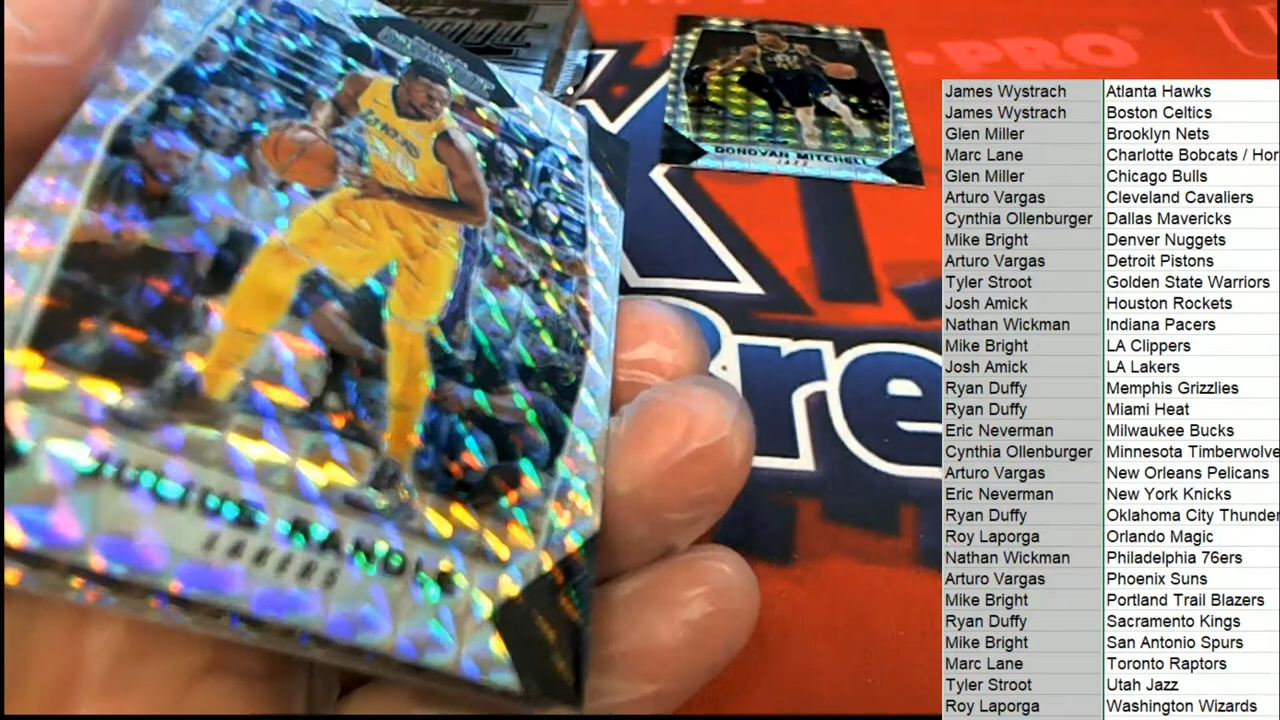 DONOVAN MITCHELL
JAZZ
PRO
JULIUS RANDLE
LAKERS
James Wystrach Atlanta Hawks
James Wystrach Boston Celtics
Glen Miller Brooklyn Nets
Marc Lane Charlotte Bobcats / Hor
Glen Miller Chicago Bulls
Arturo Vargas Cleveland Cavaliers
Cynthia Ollenburger Dallas Mavericks
Mike Bright Denver Nuggets
Arturo Vargas Detroit Pistons
Tyler Stroot Golden State Warriors
Josh Amick Houston Rockets
Nathan Wickman Indiana Pacers
Mike Bright LA Clippers
Josh Amick LA Lakers
Ryan Duffy Memphis Grizzlies
Ryan Duffy Miami Heat
Eric Neverman Milwaukee Bucks
Cynthia Ollenburger Minnesota Timberwolve
Arturo Vargas New Orleans Pelicans
Eric Neverman New York Knicks
Ryan Duffy Oklahoma City Thunder
Roy Laporga Orlando Magic
Nathan Wickman Philadelphia 76ers
Arturo Vargas Phoenix Suns
Mike Bright Portland Trail Blazers
Ryan Duffy Sacramento Kings
Mike Bright San Antonio Spurs
Marc Lane Toronto Raptors
Tyler Stroot Utah Jazz
Roy Laporga Washington Wizards